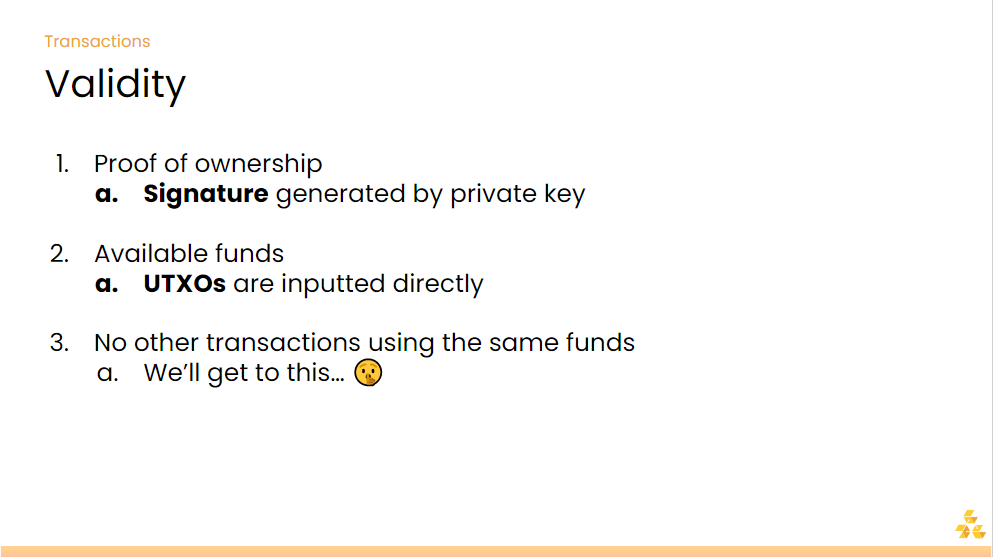 Transactions
Validity
1. Proof of ownership
a. Signature generated by private key
2. Available funds
a. UTXOs are inputted directly
3. No other transactions using the same funds
a. We’ll get to this… 🤫